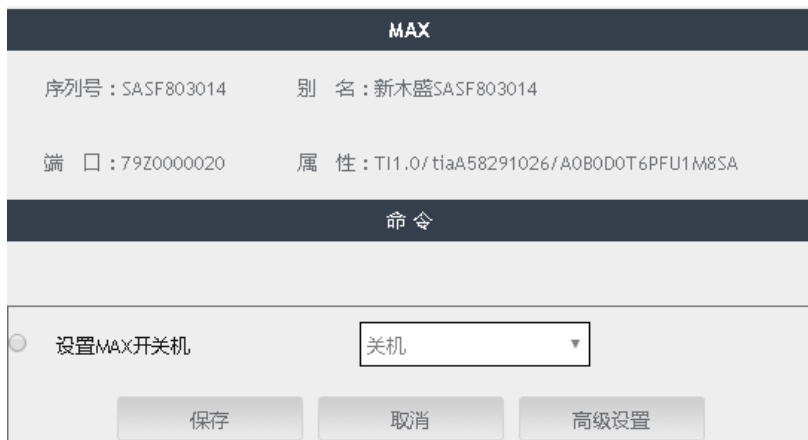 MAX
序列号：SASF803014 别 名：新木盛SASF803014
端 口：79Z0000020 属 性：TI1.0/tiaA58291026/A0B0D0T6PFU1M8SA
命 令
设置MAX开关机 关机
保存 取消 高级设置